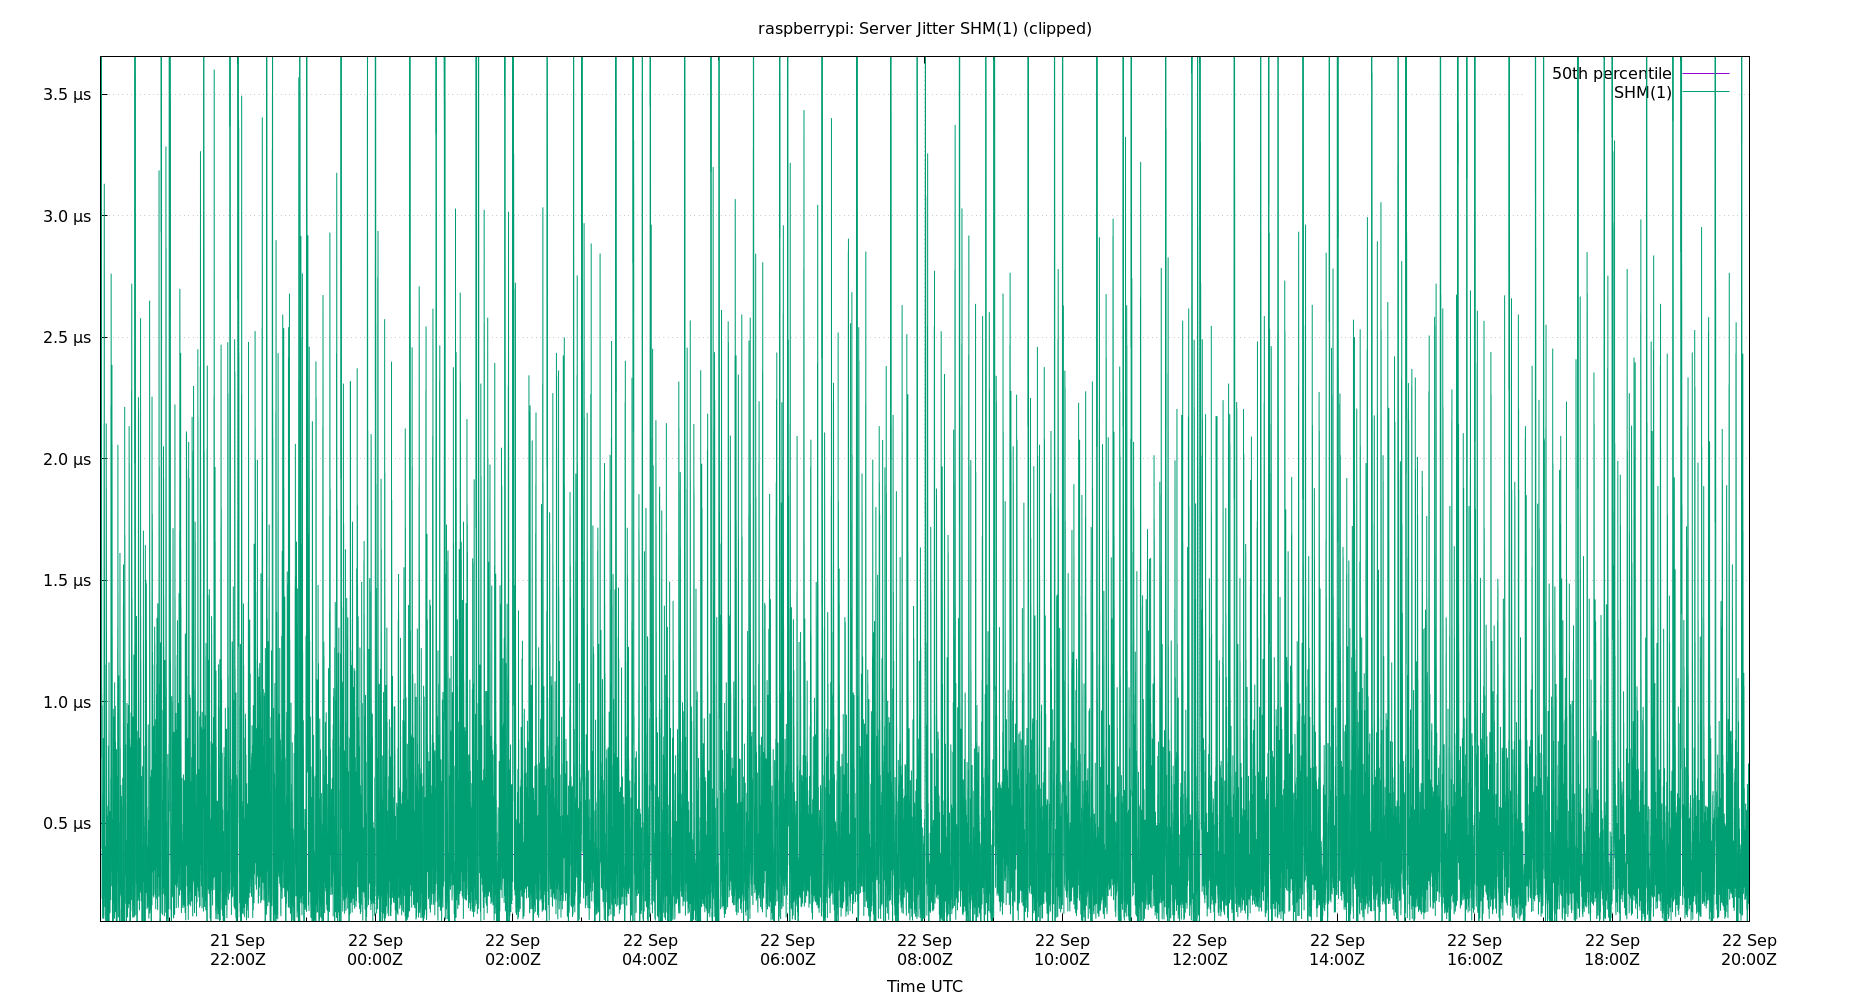 raspberrypi: Server Jitter SHM(1) (clipped)
50th percentile
SHM(1)
3.5 µs
3.0 µs
2.5 µs
2.0 µs
1.5 µs
1.0 µs
0.5 µs
21 Sep 22 Sep 22 Sep 22 Sep 22 Sep 22 Sep 22 Sep 22 Sep 22 Sep 22 Sep 22 Sep 22 Sep
22:00Z 00:00Z 02:00Z 04:00Z 06:00Z 08:00Z 10:00Z 12:00Z 14:00Z 16:00Z 18:00Z 20:00Z
Time UTC